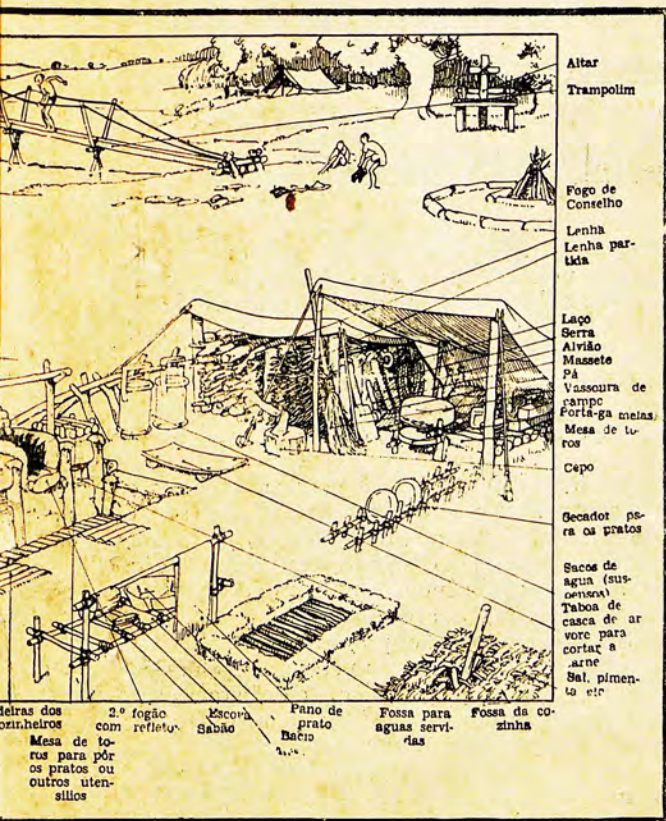 Altar
Trampolim
Fogo de
Conselho
Lenha
Lenha par-
tida
Laço
Serra
Alvião
Massete
Pá
Vassoura de
campo
Porta-ga melas
Mesa de to-
ros
Cepo
Secador pa-
ra os pratos
Sacos de
agua (sus-
pensos)
Taboa de
casca de ar
vore para
cortar a
carne
Sal, pimen-
ta etc
deiras dos
ozinheiros
Mesa de to-
ros para pôr
os pratos ou
outros uten-
silios
2.º fogão
com refletor
Escora
Sabão
Pano de
prato
Bacio
Fossa para
aguas servi-
das
Fossa da co-
zinha